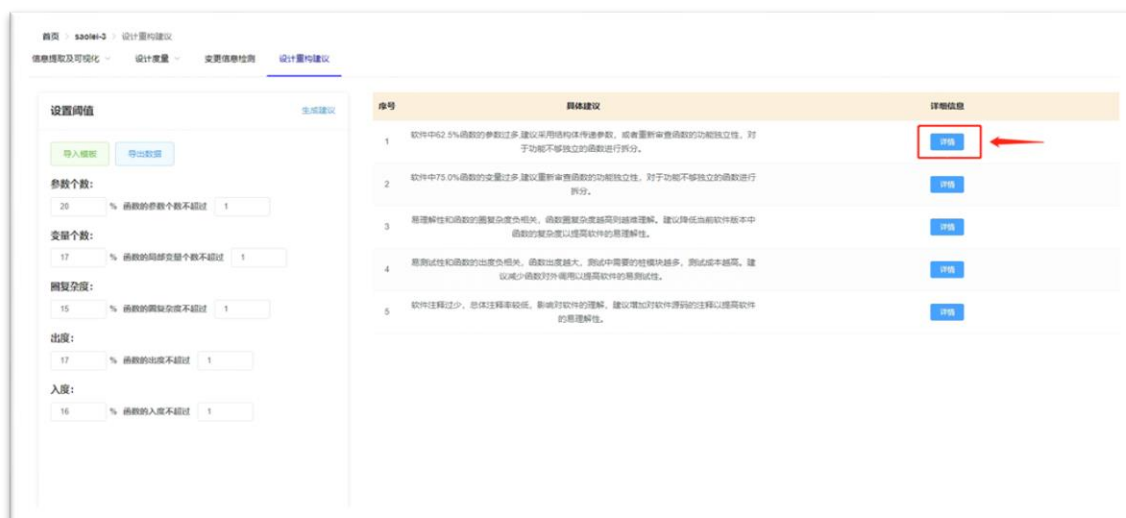 首页 > saolei-3 > 设计重构建议
信息提取及可视化 设计度量 变更信息检测 设计重构建议
设置阈值 生成建议
导入模板 导出数据
参数个数：
20 % 函数的参数个数不超过 1
变量个数：
17 % 函数的局部变量个数不超过 1
圈复杂度：
15 % 函数的圈复杂度不超过 1
出度：
17 % 函数的出度不超过 1
入度：
16 % 函数的入度不超过 1
序号 具体建议 详细信息
1 软件中62.5%函数的参数过多,建议采用结构体传递参数，或者重新审查函数的功能独立性，对
于功能不够独立的函数进行拆分。 详情
2 软件中75.0%函数的变量过多,建议重新审查函数的功能独立性，对于功能不够独立的函数进行
拆分。 详情
3 易理解性和函数的圈复杂度负相关，函数圈复杂度越高则越难理解。建议降低当前软件版本中
函数的复杂度以提高软件的易理解性。 详情
4 易测试性和函数的出度负相关，函数出度越大，测试中需要的桩模块越多，测试成本越高。建
议减少函数对外调用以提高软件的易测试性。 详情
5 软件注释过少，总体注释率较低，影响对软件的理解，建议增加对软件源码的注释以提高软件
的易理解性。 详情